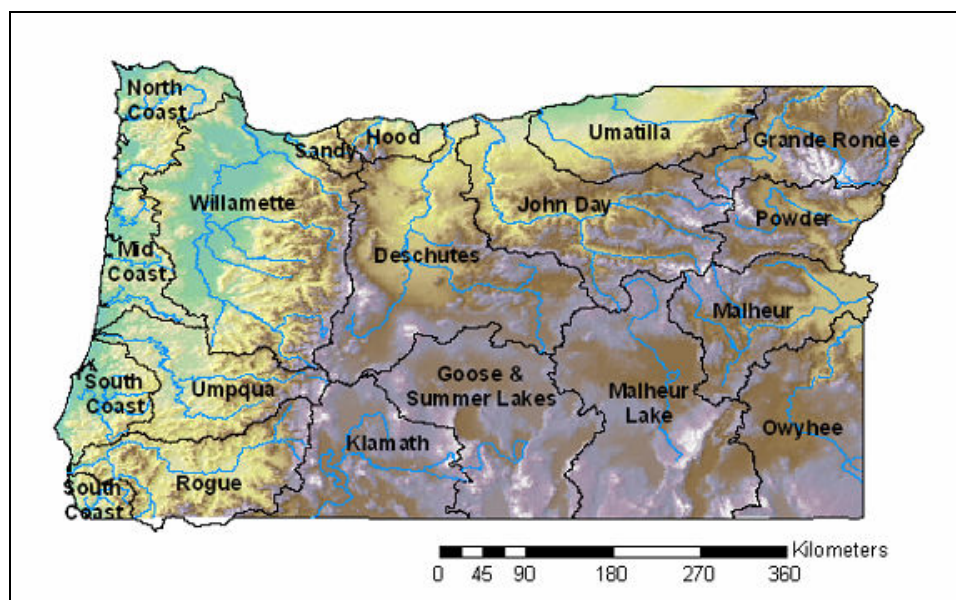 North
Coast
Sandy
Hood
Umatilla
Grande Ronde
Willamette
John Day
Powder
Mid
Coast
Deschutes
Malheur
South
Coast
Umpqua
Goose &
Summer Lakes
Malheur
Lake
Owyhee
Klamath
Rogue
South
Coast
Kilometers
0 45 90 180 270 360